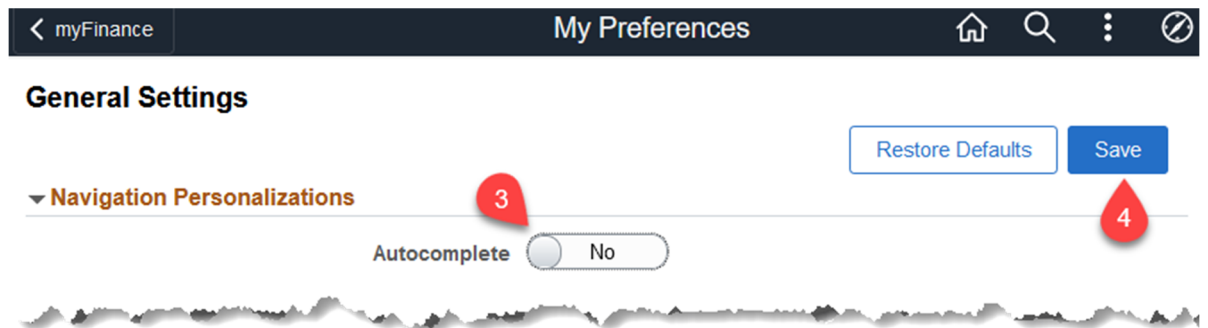 myFinance
My Preferences
General Settings
Restore Defaults
Save
Navigation Personalizations
3
4
Autocomplete
No